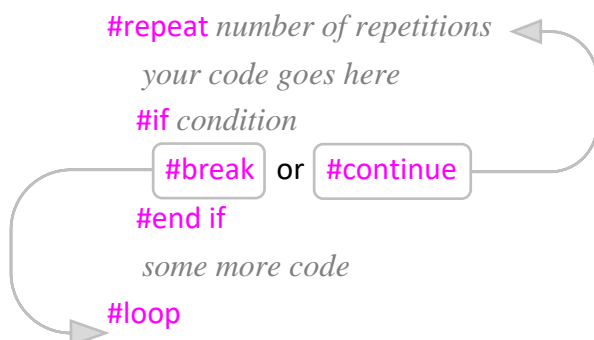 #repeat number of repetitions
your code goes here
#if condition
#break or #continue
#end if
some more code
#loop